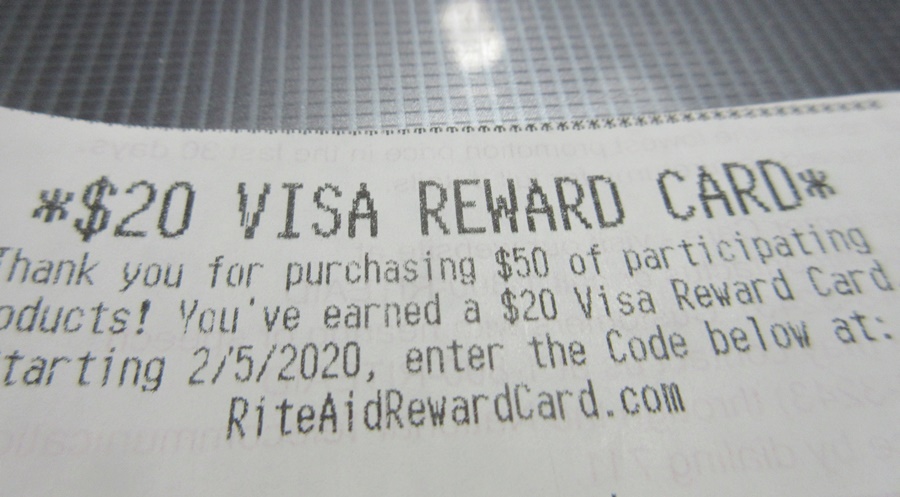 *$20 VISA REWARD CARD*
Thank you for purchasing $50 of participating
oducts! You've earned a $20 Visa Reward Card
tarting 2/5/2020, enter the Code below at:
RiteAidRewardCard.com